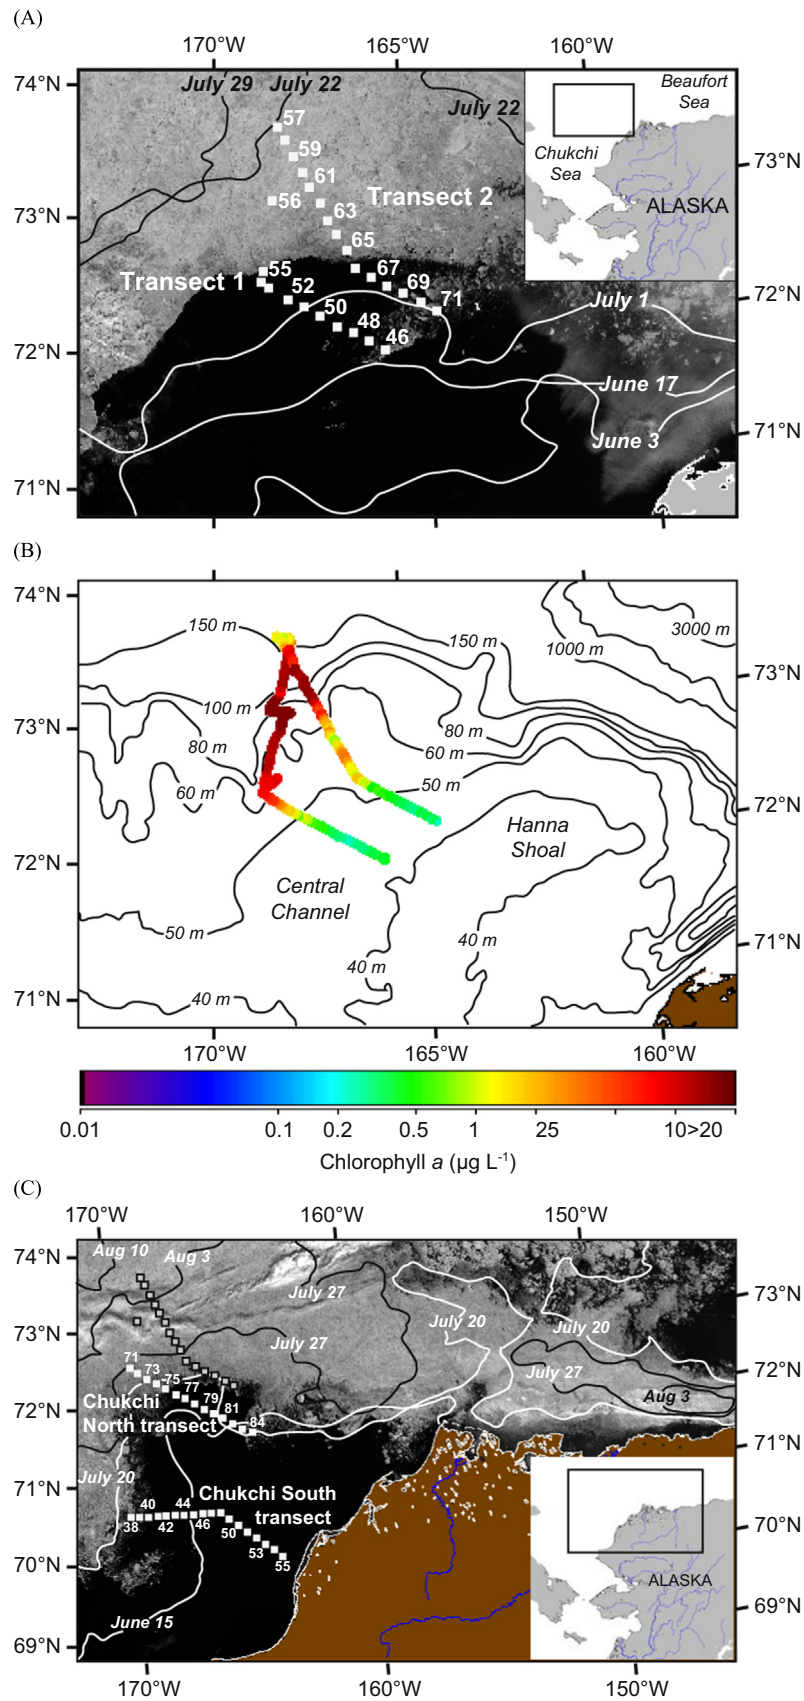 (A)
170°W 165°W 160°W
74°N
July 29 July 22
July 22
Beaufort
Sea
57
59
73°N
Chukchi
Sea
61
56
Transect 2
ALASKA
63
73°N
65
55
67
Transect 1
52
69
71
72°N
July 1
50
48
46
72°N
June 17
June 3
71°N
71°N
(B)
74°N
150 m
150 m
1000 m
3000 m
73°N
100 m
80 m
80 m
60 m
60 m
50 m
73°N
72°N
Hanna
Shoal
72°N
Central
Channel
50 m
40 m
40 m
40 m
71°N
71°N
170°W 165°W 160°W
0.01 0.1 0.2 0.5 1 25 10>20
Chlorophyll a (µg L-1)
(C)
170°W 160°W 150°W
74°N
Aug 10
Aug 3
July 27
73°N
July 20
July 20
73°N
July 27
July 27
72°N
71
73
75
77
79
81
84
Aug 3
Chukchi
North transect
72°N
71°N
July 20
71°N
Chukchi South
transect
40
44
38
42
46
50
53
55
70°N
70°N
ALASKA
June 15
69°N
69°N
170°W 160°W 150°W